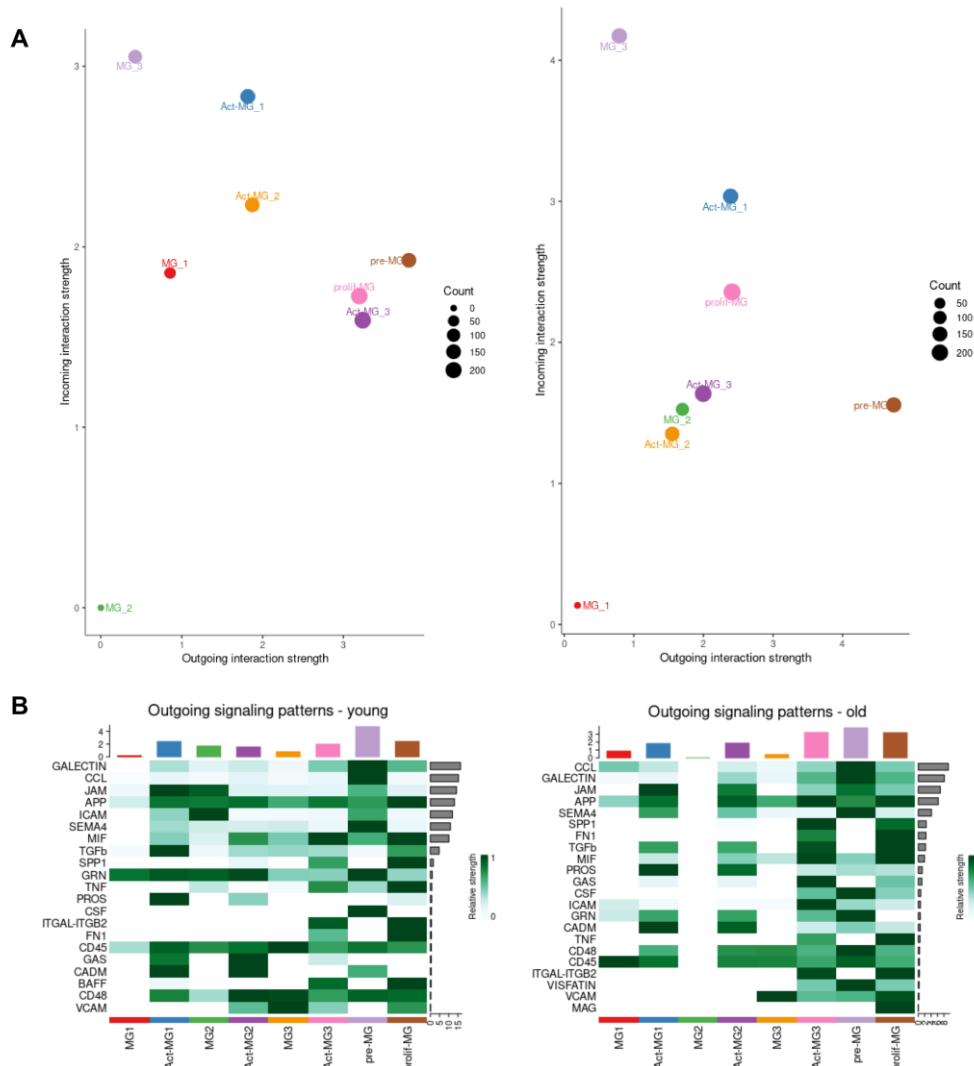 A
MG_3
Act-MG_1
Act-MG_2
MG_1
pre-MG
prolif-MG
Act-MG_3
MG_2
3
2
1
0
0
1
2
3
Incoming interaction strength
Outgoing interaction strength
Count
0
50
100
150
200
MG_3
Act-MG_1
prolif-MG
Act-MG_3
MG_2
Act-MG_2
pre-MG
MG_1
4
3
2
1
0
0
1
2
3
4
Incoming interaction strength
Outgoing interaction strength
Count
50
100
150
200
B
Outgoing signaling patterns - young
4
2
0
GALECTIN
CCL
JAM
APP
ICAM
SEMA4
MIF
TGFb
SPP1
GRN
TNF
PROS
CSF
ITGAL-ITGB2
FN1
CD45
GAS
CADM
BAFF
CD48
VCAM
MG1
Act-MG1
MG2
Act-MG2
MG3
Act-MG3
pre-MG
prolif-MG
0
5
10
15
Relative strength
1
0
Outgoing signaling patterns - old
3
2
1
0
CCL
GALECTIN
JAM
APP
SEMA4
SPP1
FN1
TGFb
MIF
PROS
GAS
CSF
ICAM
GRN
CADM
TNF
CD48
CD45
ITGAL-ITGB2
VISFATIN
VCAM
MAG
MG1
Act-MG1
MG2
Act-MG2
MG3
Act-MG3
pre-MG
prolif-MG
Relative strength